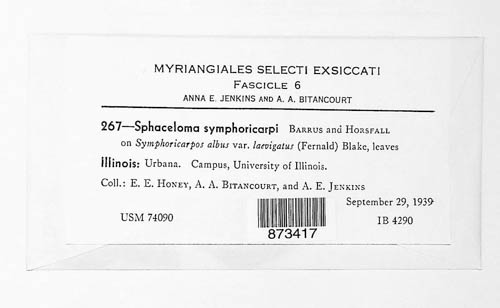 MYRIANGIALES SELECTI EXSICCATI
FASCICLE 6
ANNA E. JENKINS AND A. A. BITANCOURT
267—Sphaceloma symphoricarpi BARRUS and HORSFALL
on Symphoricarpos albus var. laevigatus (Fernald) Blake, leaves
Illinois: Urbana. Campus, University of Illinois.
Coll.: E. E. HONEY, A. A. BITANCOURT, and A. E. JENKINS
September 29, 1939
USM 74090
IB 4290
873417